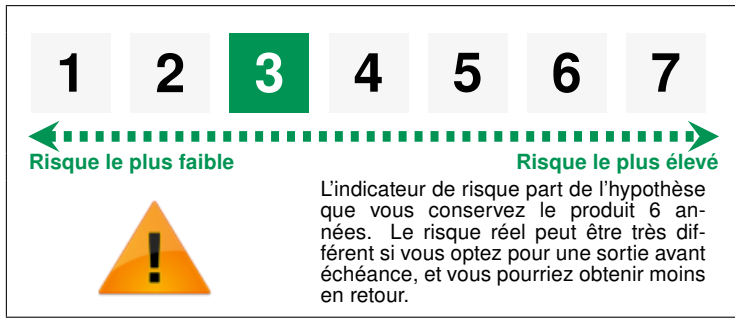 1 2 3 4 5 6 7
Risque le plus faible Risque le plus élevé
L'indicateur de risque part de l'hypothèse
que vous conservez le produit 6 an-
nées. Le risque réel peut être très dif-
férent si vous optez pour une sortie avant
échéance, et vous pourriez obtenir moins
en retour.